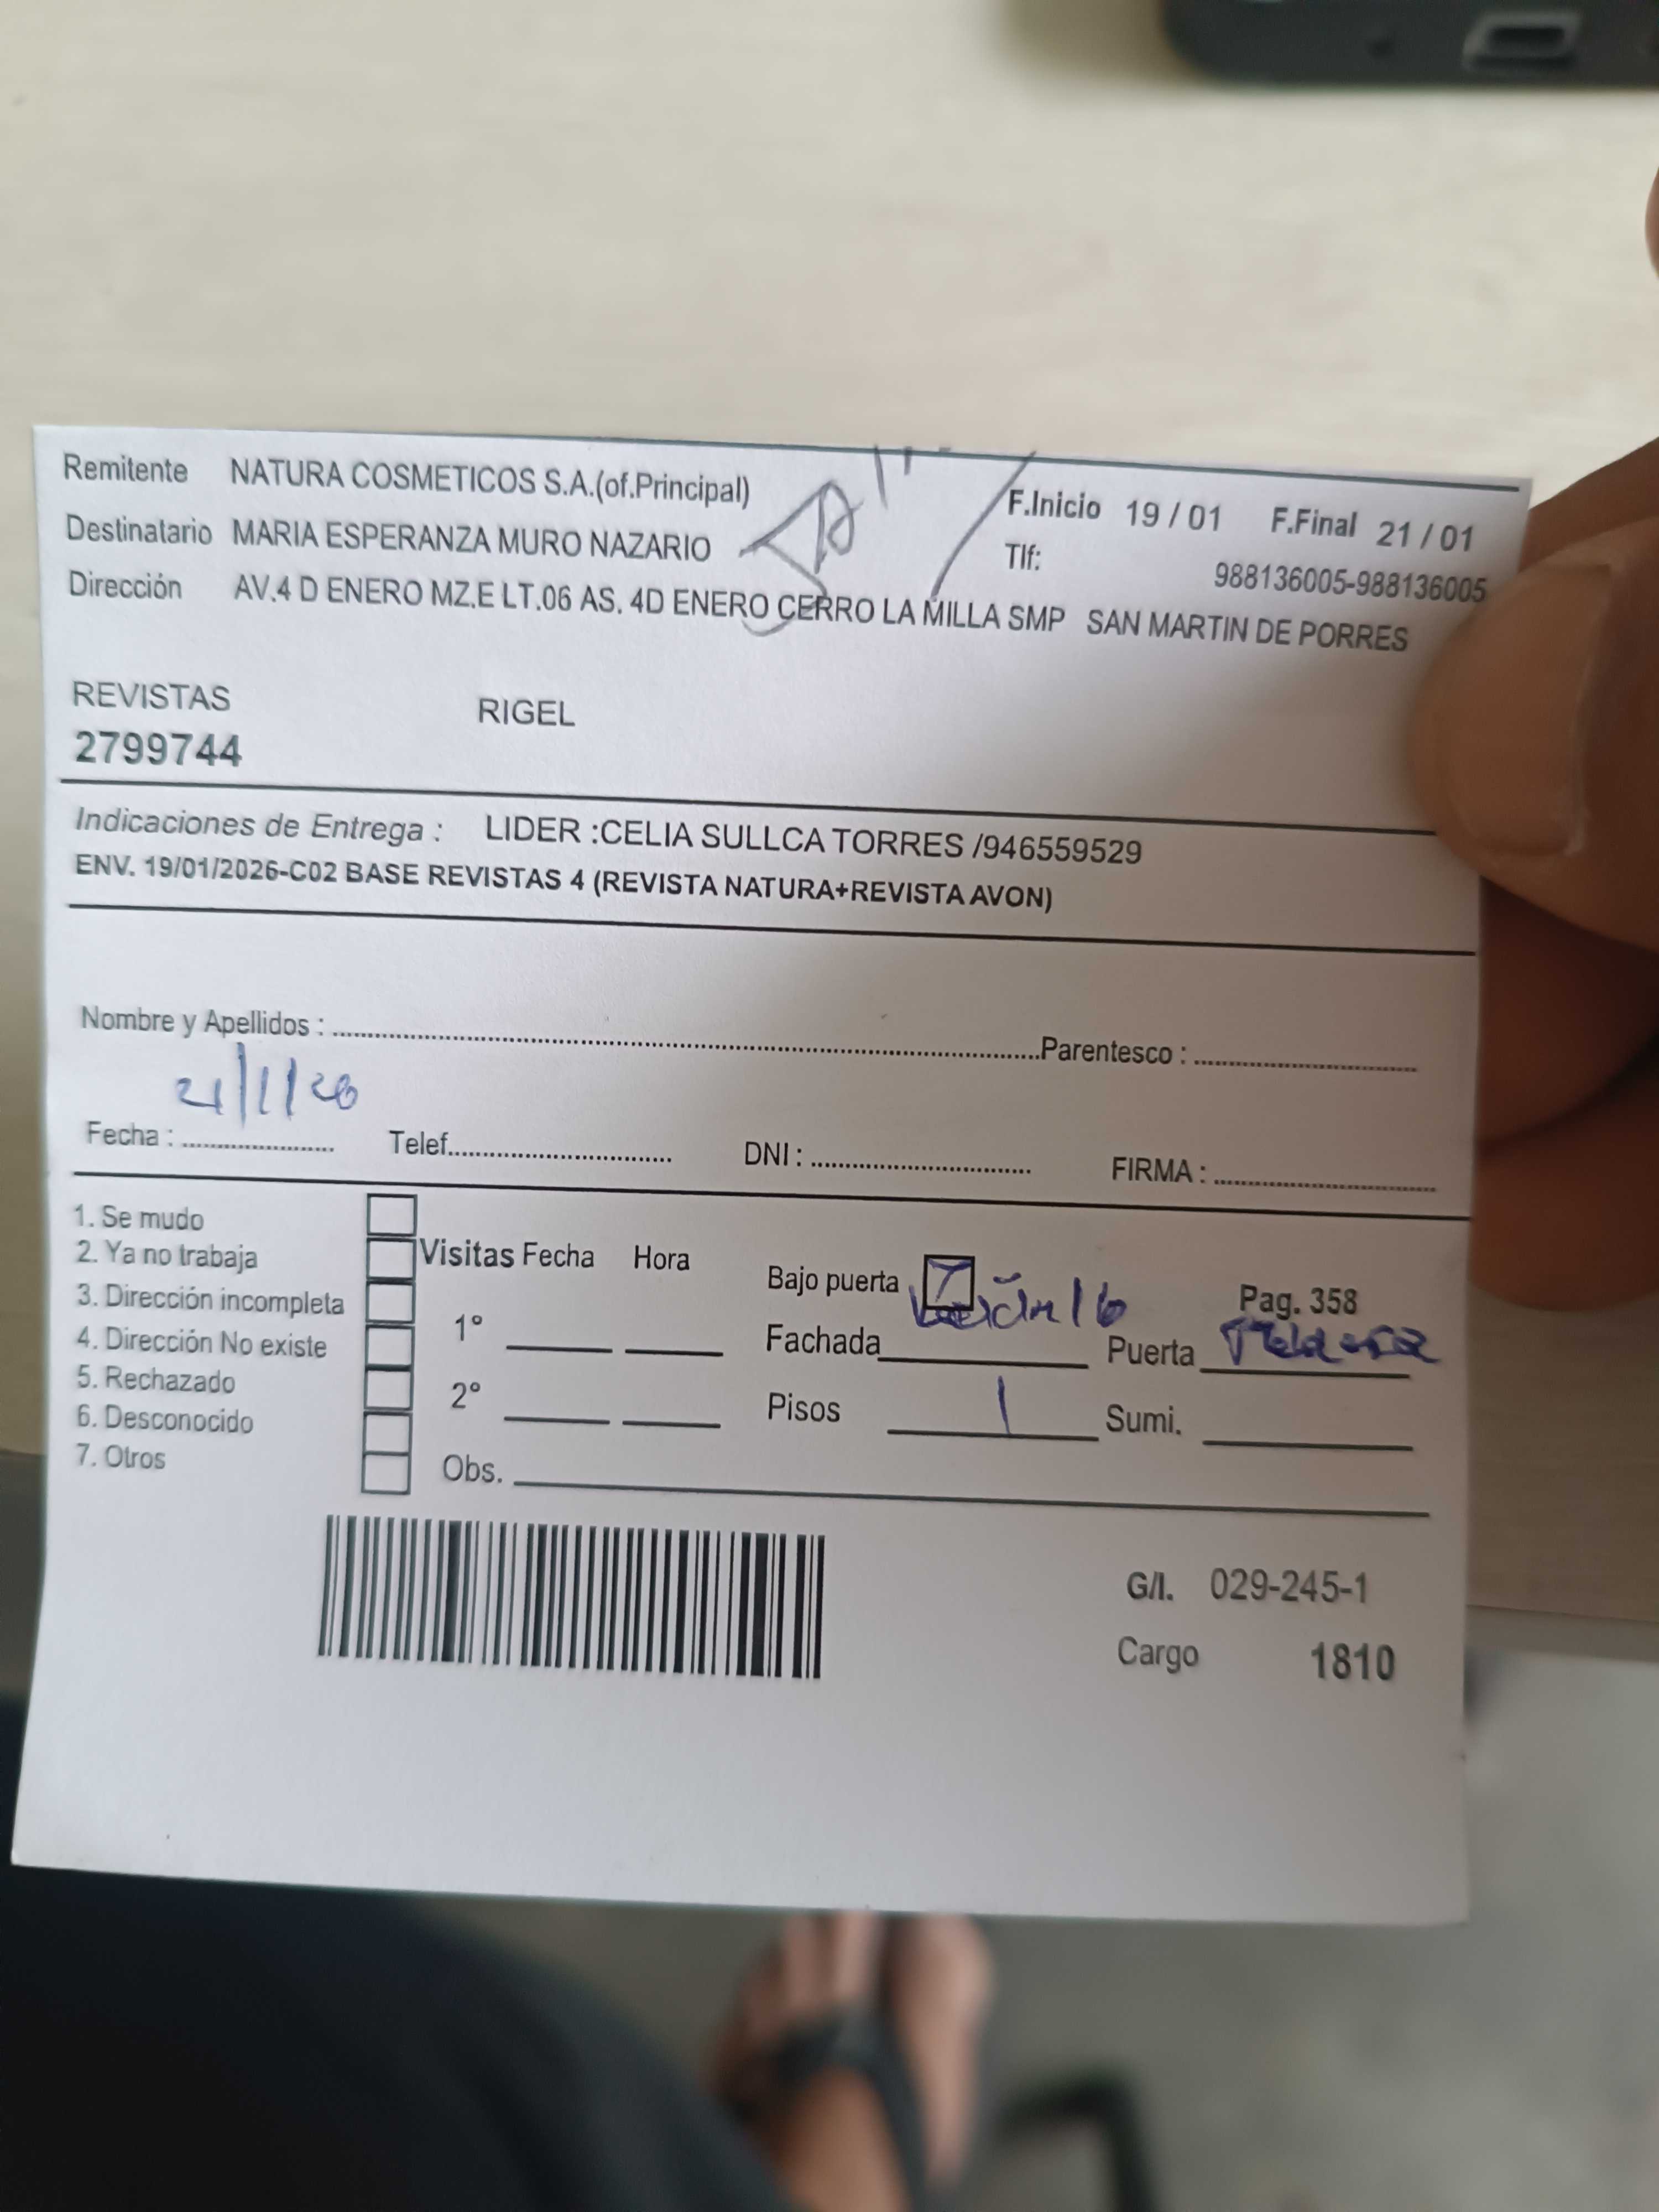 Remitente NATURA COSMETICOS S.A.(of.Principal)
F.Inicio 19 / 01 F.Final 21 / 01
Destinatario MARIA ESPERANZA MURO NAZARIO
Tlf: 988136005-988136005
Dirección AV.4 D ENERO MZ.E LT.06 AS. 4D ENERO CERRO LA MILLA SMP SAN MARTIN DE PORRES
REVISTAS RIGEL
2799744
Indicaciones de Entrega : LIDER :CELIA SULLCA TORRES /946559529
ENV. 19/01/2026-C02 BASE REVISTAS 4 (REVISTA NATURA+REVISTA AVON)
Nombre y Apellidos : Parentesco :
21/1/26
Fecha : Telef. DNI : FIRMA :
1. Se mudo
2. Ya no trabaja
3. Dirección incompleta
4. Dirección No existe
5. Rechazado
6. Desconocido
7. Otros
Visitas Fecha Hora
1º
2º
Obs.
Bajo puerta
Pag. 358
Fachada Ladrillo Puerta
Pisos 1 Sumi.
G/I. 029-245-1
Cargo 1810